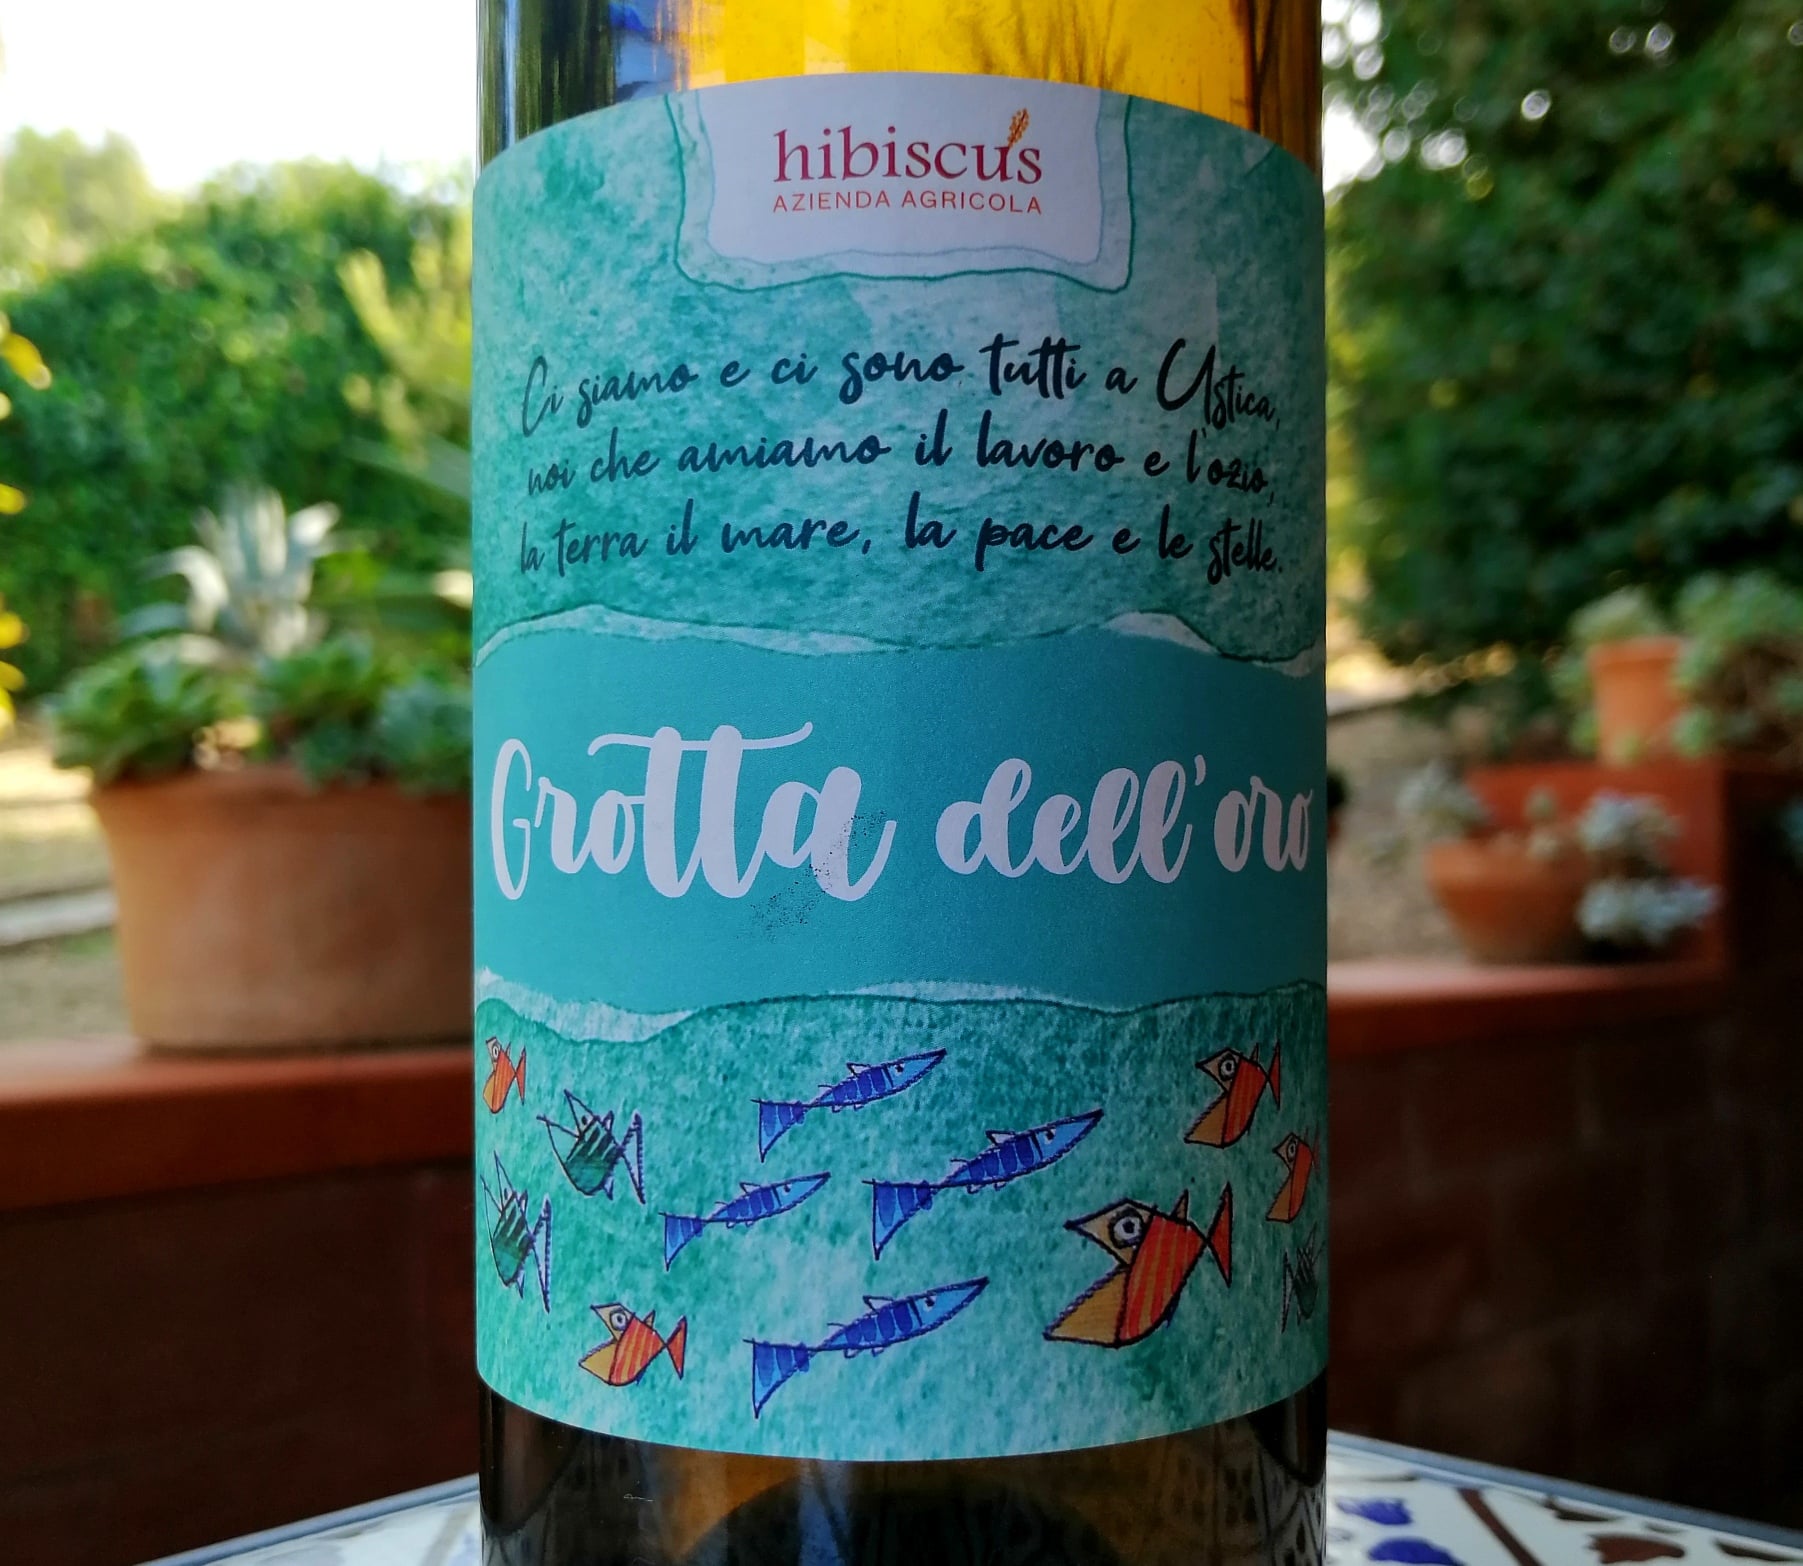 hibiscus
AZIENDA AGRICOLA
Ci siamo e ci sono tutti a Ustica,
noi che amiamo il lavoro e l'ozio,
la terra il mare, la pace e le stelle.
Grotta dell'oro